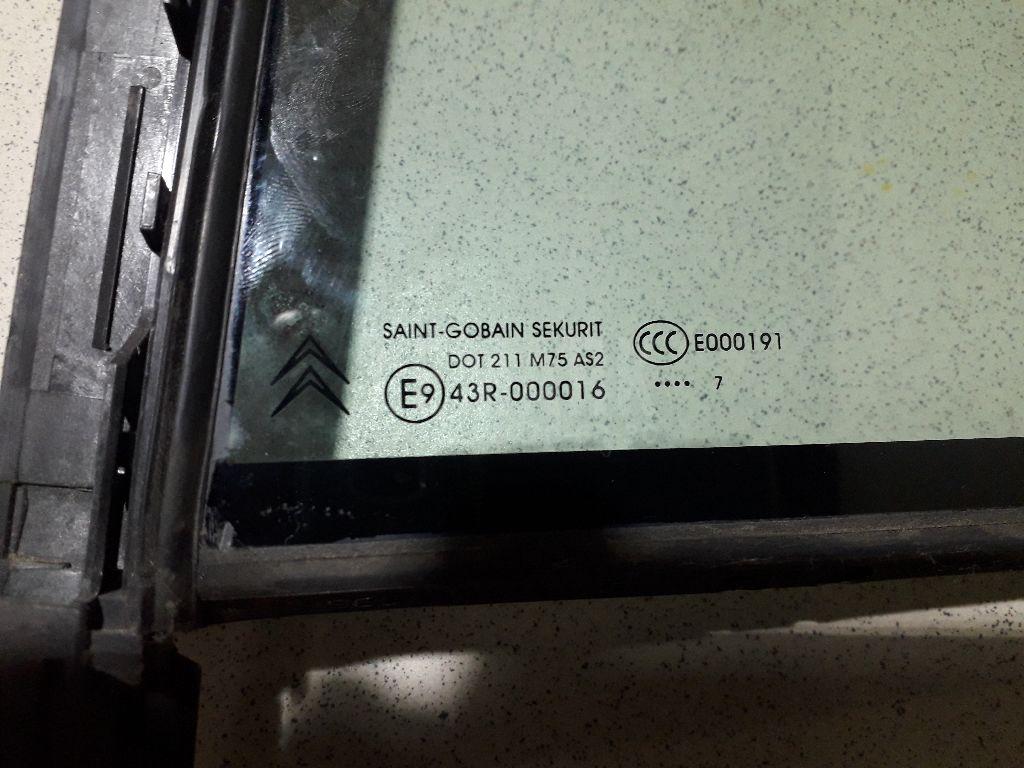 SAINT-GOBAIN SEKURIT
DOT 211 M75 AS2
E9 43R-000016
CCC E000191
•••• 7